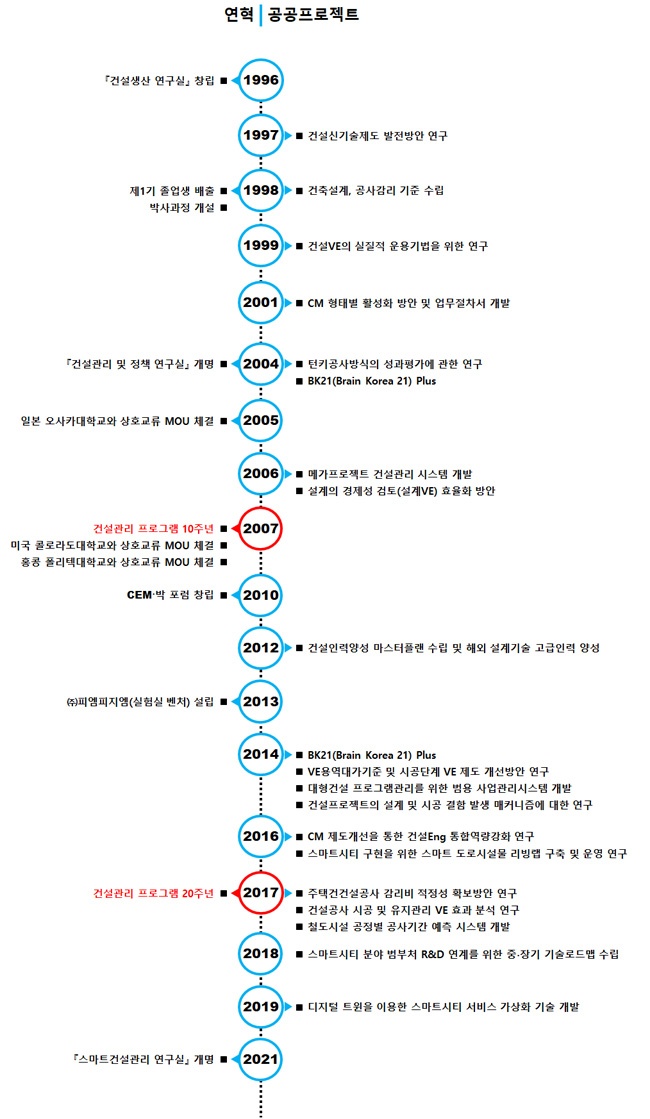 연혁 공공프로젝트
『건설생산 연구실』 창립 ■ 1996
1997 ■ 건설신기술제도 발전방안 연구
제1기 졸업생 배출 ■ 1998 ■ 건축설계, 공사감리 기준 수립
박사과정 개설 ■
1999 ■ 건설VE의 실질적 운용기법을 위한 연구
2001 ■ CM 형태별 활성화 방안 및 업무절차서 개발
『건설관리 및 정책 연구실』 개명 ■ 2004 ■ 턴키공사방식의 성과평가에 관한 연구
■ BK21(Brain Korea 21) Plus
일본 오사카대학교와 상호교류 MOU 체결 ■ 2005
2006 ■ 메가프로젝트 건설관리 시스템 개발
■ 설계의 경제성 검토(설계VE) 효율화 방안
건설관리 프로그램 10주년 ■ 2007
미국 콜로라도대학교와 상호교류 MOU 체결 ■
홍콩 폴리텍대학교와 상호교류 MOU 체결 ■
CEM·박 포럼 창립 ■ 2010
2012 ■ 건설인력양성 마스터플랜 수립 및 해외 설계기술 고급인력 양성
㈜피엠피지엠(실험실 벤처) 설립 ■ 2013
2014 ■ BK21(Brain Korea 21) Plus
■ VE용역대가기준 및 시공단계 VE 제도 개선방안 연구
■ 대형건설 프로그램관리를 위한 범용 사업관리시스템 개발
■ 건설프로젝트의 설계 및 시공 결함 발생 매커니즘에 대한 연구
2016 ■ CM 제도개선을 통한 건설Eng 통합역량강화 연구
■ 스마트시티 구현을 위한 스마트 도로시설물 리빙랩 구축 및 운영 연구
건설관리 프로그램 20주년 ■ 2017 ■ 주택건건설공사 감리비 적정성 확보방안 연구
■ 건설공사 시공 및 유지관리 VE 효과 분석 연구
■ 철도시설 공정별 공사기간 예측 시스템 개발
2018 ■ 스마트시티 분야 범부처 R&D 연계를 위한 중·장기 기술로드맵 수립
2019 ■ 디지털 트윈을 이용한 스마트시티 서비스 가상화 기술 개발
『스마트건설관리 연구실』 개명 ■ 2021